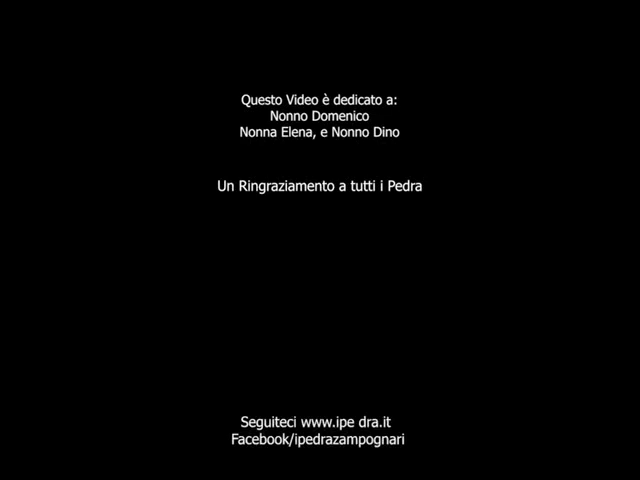 Questo Video è dedicato a:
Nonno Domenico
Nonna Elena, e Nonno Dino
Un Ringraziamento a tutti i Pedra
Seguiteci www.ipe dra.it
Facebook/ipedrazampognari